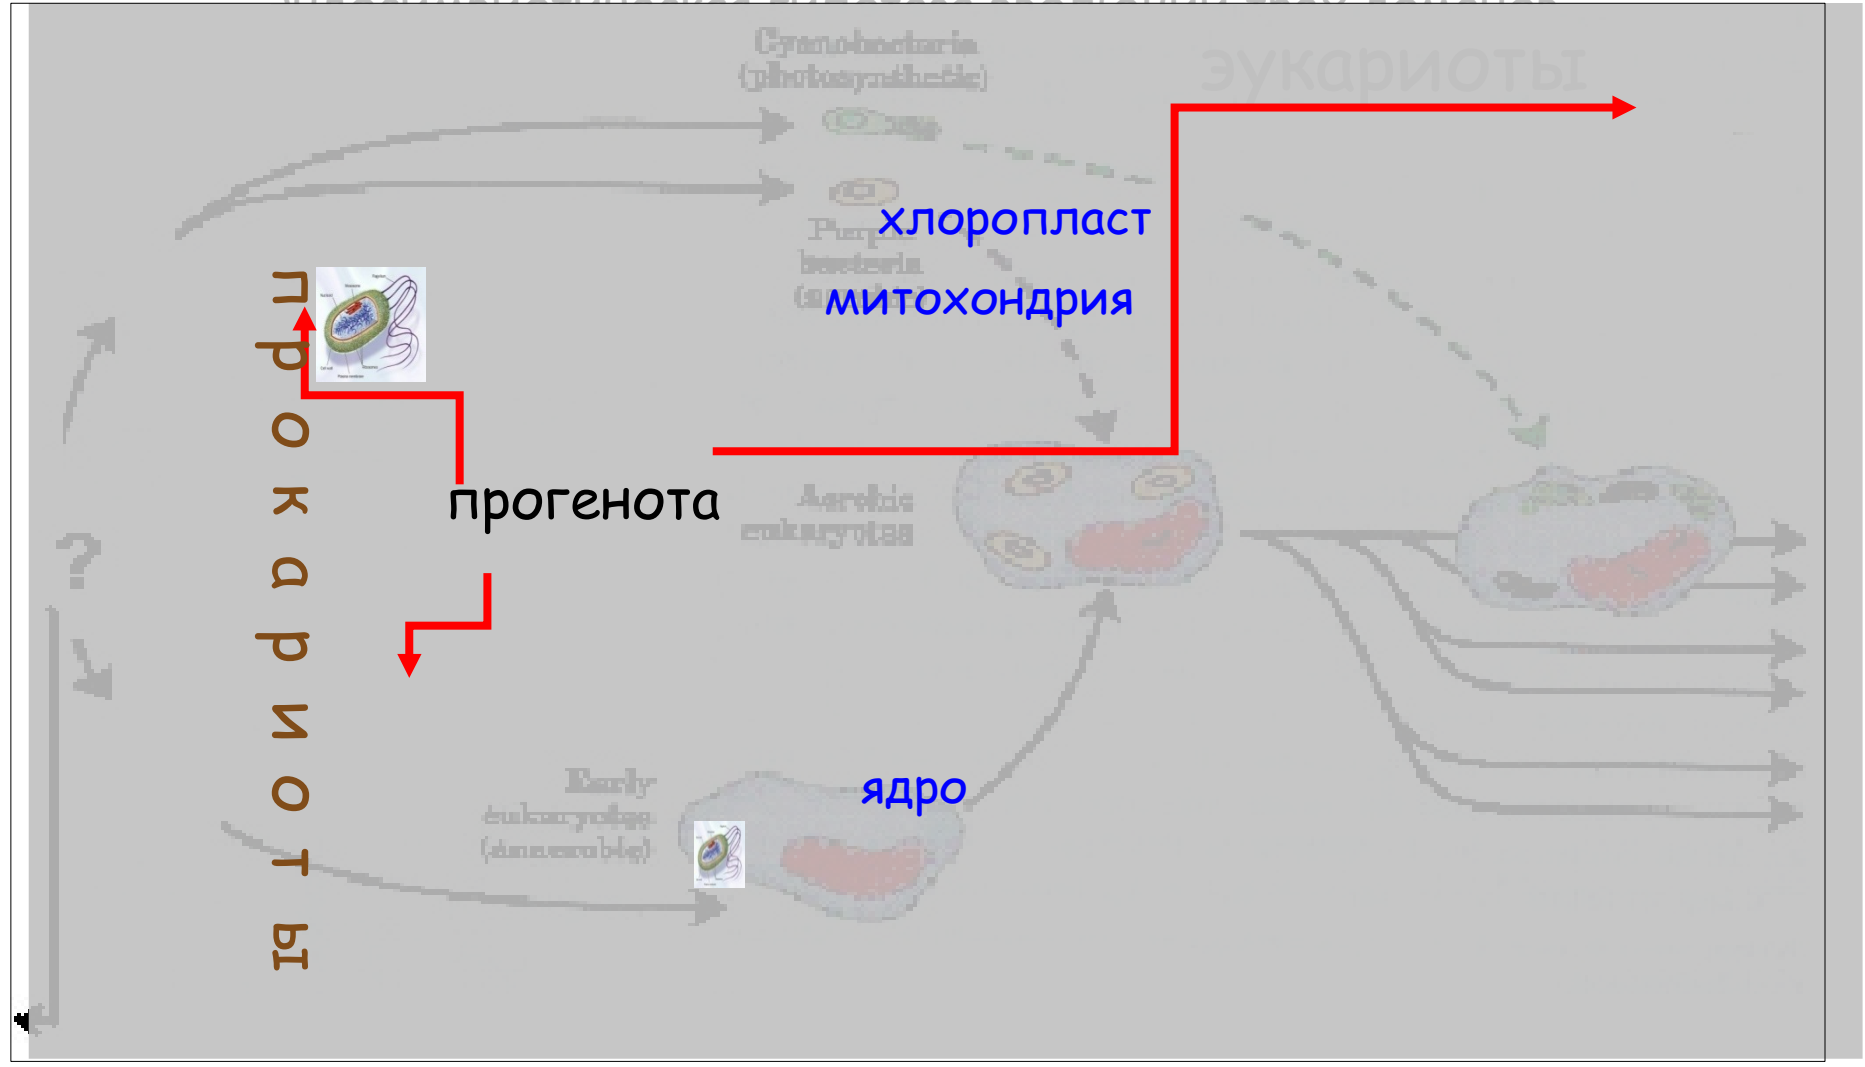 Cyanobacteria
(photosynthetic)
эукариоты
хлоропласт
Purple
bacteria
митохондрия
прокариоты
прогенота
Aerobic
eukaryotes
?
ядро
Early
eukaryotes
(anaerobic)